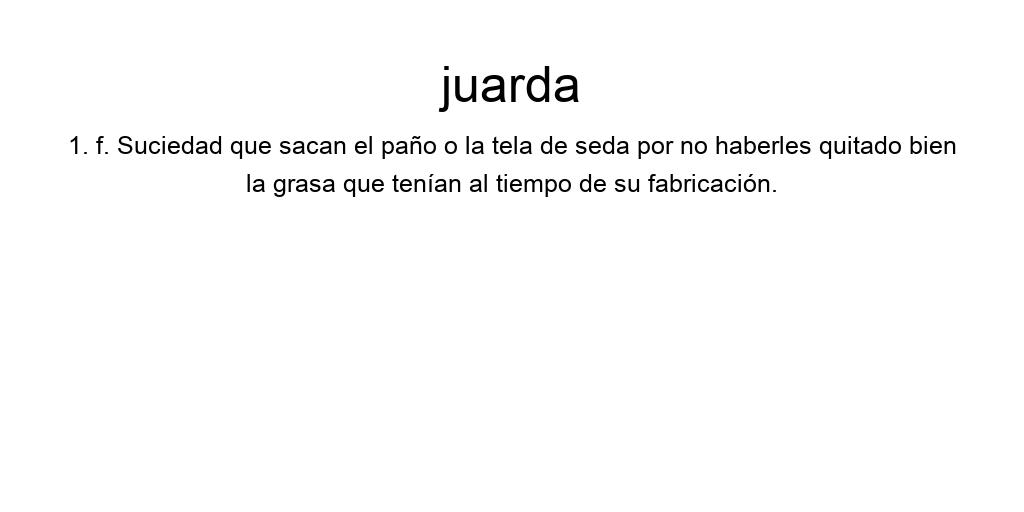 juarda
1. f. Suciedad que sacan el paño o la tela de seda por no haberles quitado bien
la grasa que tenían al tiempo de su fabricación.